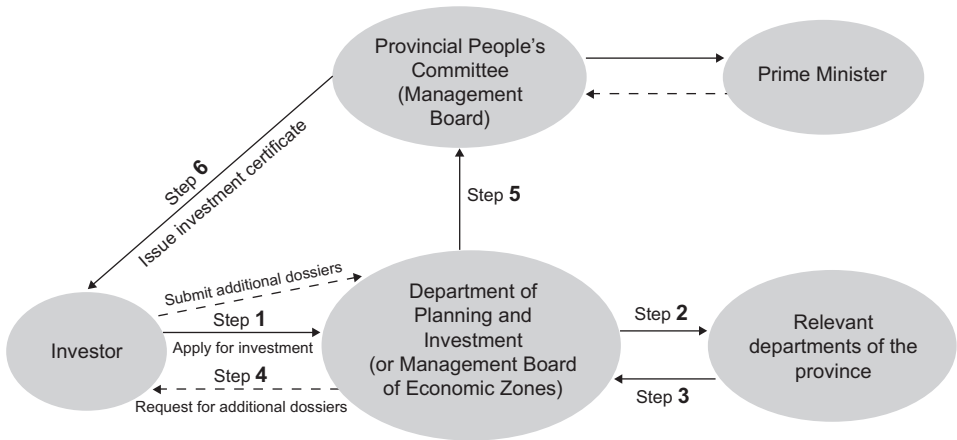 Provincial People's
Committee
(Management
Board)
Prime Minister
Step 6
Issue investment certificate
Step 5
Submit additional dossiers
Step 1
Apply for investment
Step 4
Request for additional dossiers
Investor
Department of
Planning and
Investment
(or Management Board
of Economic Zones)
Step 2
Step 3
Relevant
departments of the
province